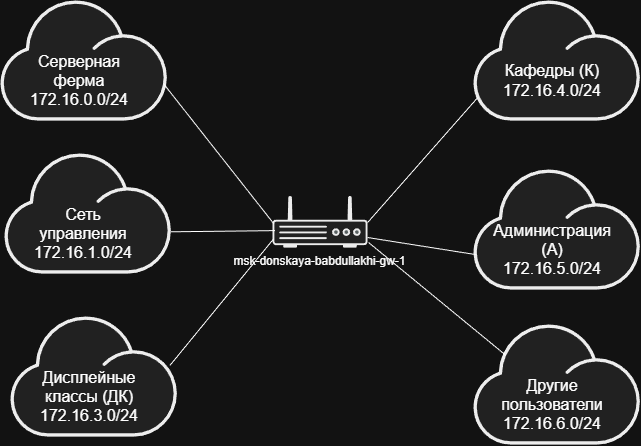 Серверная
ферма
172.16.0.0/24
Кафедры (К)
172.16.4.0/24
Сеть
управления
172.16.1.0/24
msk-donskaya-babdullakhi-gw-1
Администрация
(А)
172.16.5.0/24
Дисплейные
классы (ДК)
172.16.3.0/24
Другие
пользователи
172.16.6.0/24